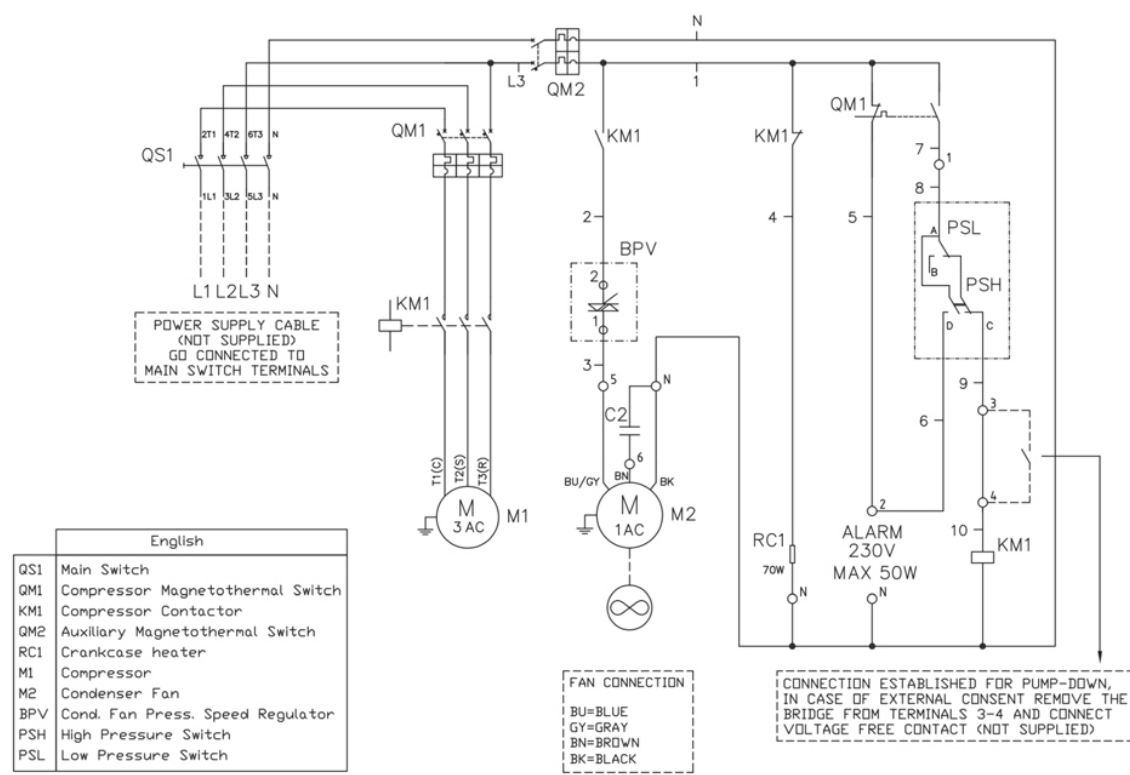 N
L3
QM2
1
2T1 4T2 6T3 N
QS1
1L1 3L2 5L3 N
L1 L2 L3 N
POWER SUPPLY CABLE
(NOT SUPPLIED)
GO CONNECTED TO
MAIN SWITCH TERMINALS
QM1
KM1
T1(C) T2(S) T3(R)
M
3 AC
M1
KM1
2
BPV
2
1
3
5
N
C2
6
BU/GY
BN
BK
M
1AC
M2
KM1
4
RC1
70W
N
QM1
5
7
1
8
A
PSL
B
PSH
D
C
9
6
3
4
10
KM1
2
ALARM
230V
MAX 50W
N
English
QS1 Main Switch
QM1 Compressor Magnetothermal Switch
KM1 Compressor Contactor
QM2 Auxiliary Magnetothermal Switch
RC1 Crankcase heater
M1 Compressor
M2 Condenser Fan
BPV Cond. Fan Press. Speed Regulator
PSH High Pressure Switch
PSL Low Pressure Switch
FAN CONNECTION
BU=BLUE
GY=GRAY
BN=BROWN
BK=BLACK
CONNECTION ESTABLISHED FOR PUMP-DOWN,
IN CASE OF EXTERNAL CONSENT REMOVE THE
BRIDGE FROM TERMINALS 3-4 AND CONNECT
VOLTAGE FREE CONTACT (NOT SUPPLIED)